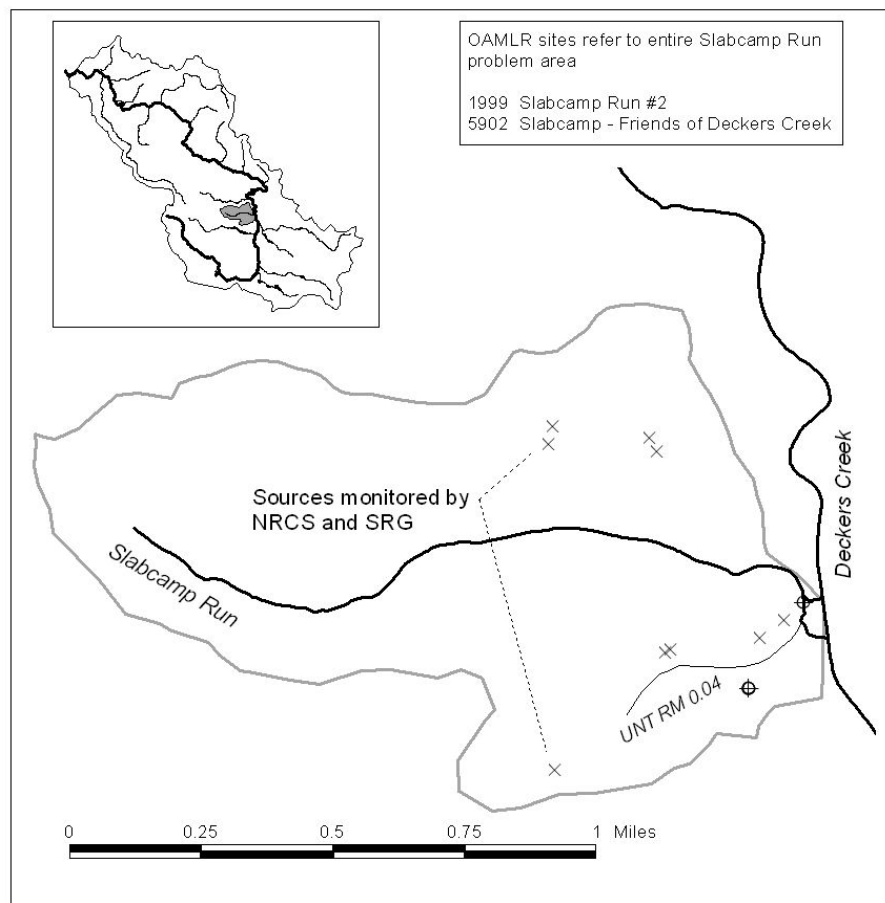 OAMLR sites refer to entire Slabcamp Run
problem area
1999 Slabcamp Run #2
5902 Slabcamp - Friends of Deckers Creek
Deckers Creek
Sources monitored by
NRCS and SRG
Slabcamp Run
UNT RM 0.04
0 0.25 0.5 0.75 1 Miles